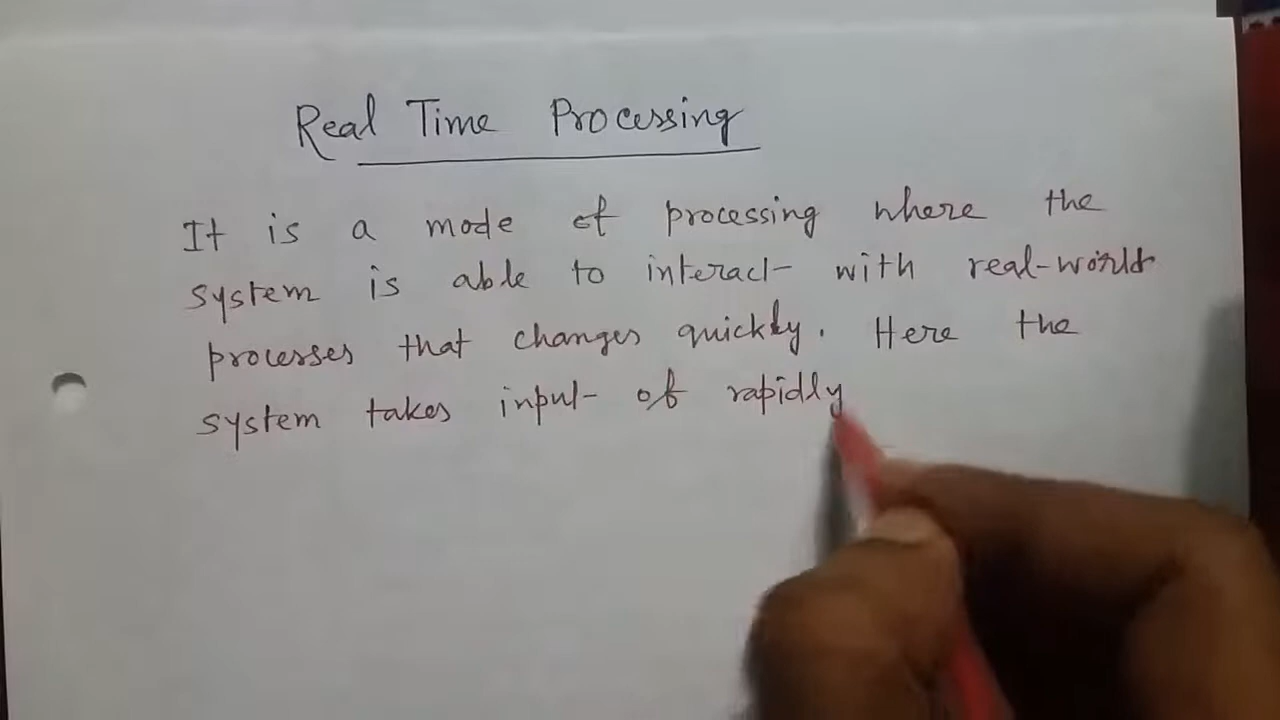 Real Time Processing
It is a mode of processing where the
system is able to interact with real-world
processes that changes quickly. Here the
system takes input of rapidly